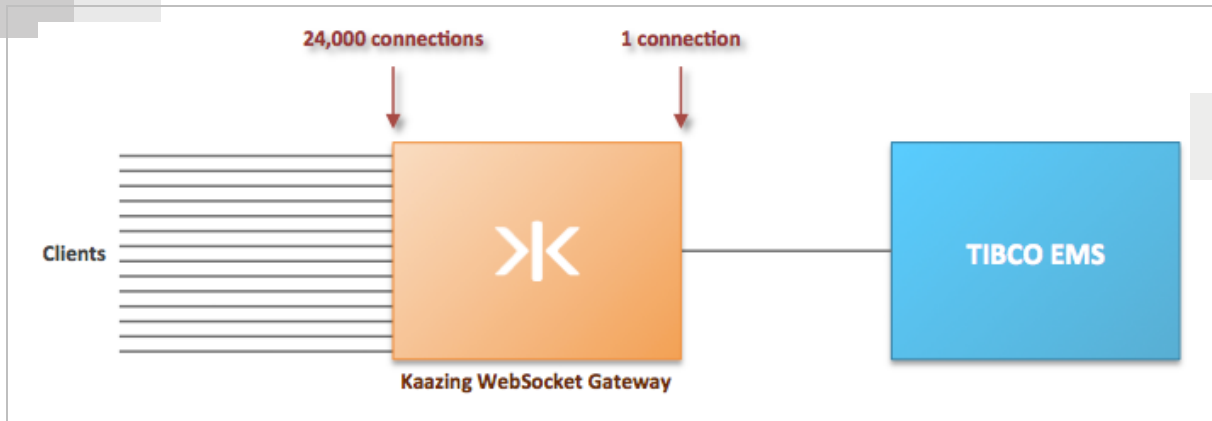 24,000 connections
1 connection
Clients
TIBCO EMS
Kaazing WebSocket Gateway